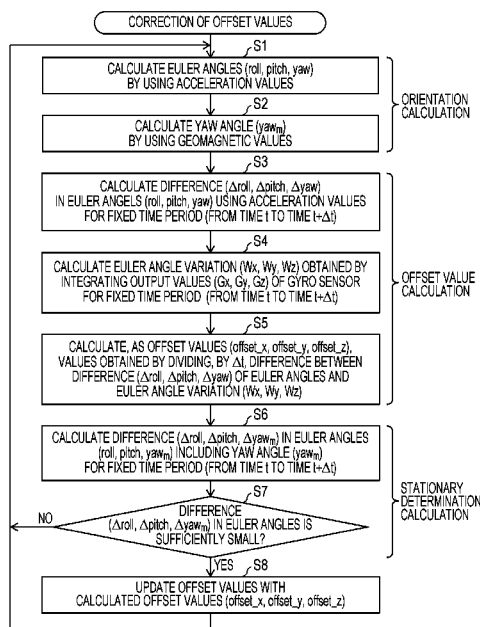 CORRECTION OF OFFSET VALUES
S1
CALCULATE EULER ANGLES (roll, pitch, yaw)
BY USING ACCELERATION VALUES
S2
CALCULATE YAW ANGLE (yawm)
BY USING GEOMAGNETIC VALUES
ORIENTATION
CALCULATION
S3
CALCULATE DIFFERENCE (Δroll, Δpitch, Δyaw)
IN EULER ANGELS (roll, pitch, yaw) USING ACCELERATION VALUES
FOR FIXED TIME PERIOD (FROM TIME t TO TIME t+Δt)
S4
CALCULATE EULER ANGLE VARIATION (Wx, Wy, Wz) OBTAINED BY
INTEGRATING OUTPUT VALUES (Gx, Gy, Gz) OF GYRO SENSOR
FOR FIXED TIME PERIOD (FROM TIME t TO TIME t+Δt)
OFFSET VALUE
CALCULATION
S5
CALCULATE, AS OFFSET VALUES (offset_x, offset_y, offset_z),
VALUES OBTAINED BY DIVIDING, BY Δt, DIFFERENCE BETWEEN
DIFFERENCE (Δroll, Δpitch, Δyaw) OF EULER ANGLES AND
EULER ANGLE VARIATION (Wx, Wy, Wz)
S6
CALCULATE DIFFERENCE (Δroll, Δpitch, Δyawm) IN EULER ANGLES
(roll, pitch, yawm) INCLUDING YAW ANGLE (yawm)
FOR FIXED TIME PERIOD (FROM TIME t TO TIME t+Δt)
S7
DIFFERENCE
(Δroll, Δpitch, Δyawm) IN EULER ANGLES IS
SUFFICIENTLY SMALL?
NO
YES
STATIONARY
DETERMINATION
CALCULATION
S8
UPDATE OFFSET VALUES WITH
CALCULATED OFFSET VALUES (offset_x, offset_y, offset_z)